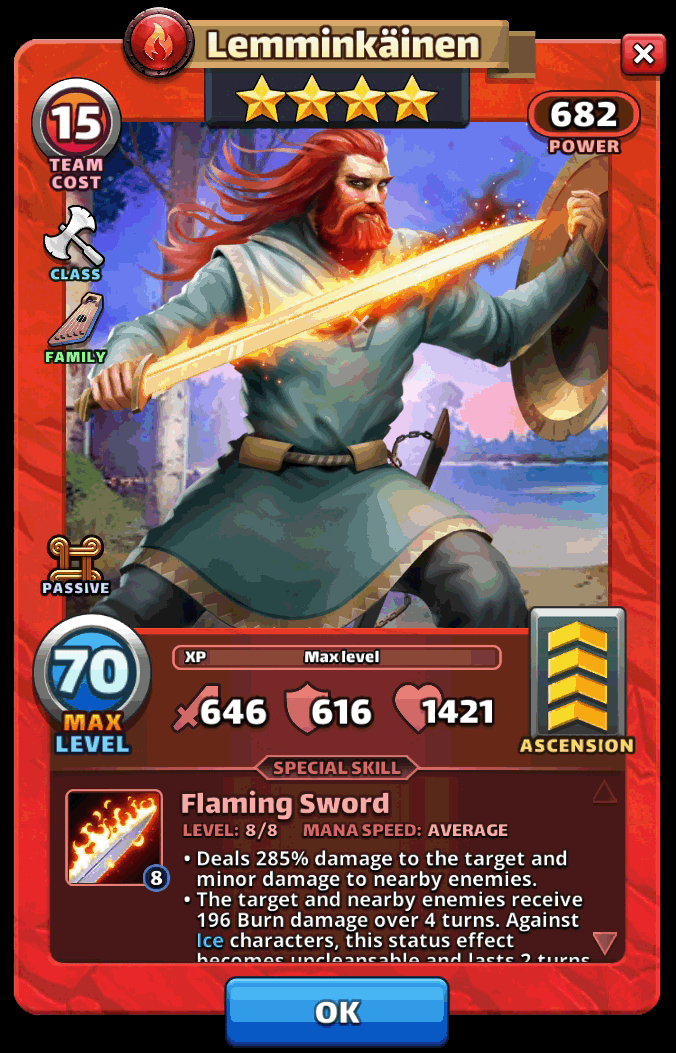 Lemminkäinen
15
TEAM
COST
682
POWER
CLASS
FAMILY
PASSIVE
70
MAX
LEVEL
XP Max level
646 616 1421
ASCENSION
SPECIAL SKILL
Flaming Sword
LEVEL: 8/8 MANA SPEED: AVERAGE
8
• Deals 285% damage to the target and
minor damage to nearby enemies.
• The target and nearby enemies receive
196 Burn damage over 4 turns. Against
Ice characters, this status effect
becomes uncleansable and lasts 2 turns
OK